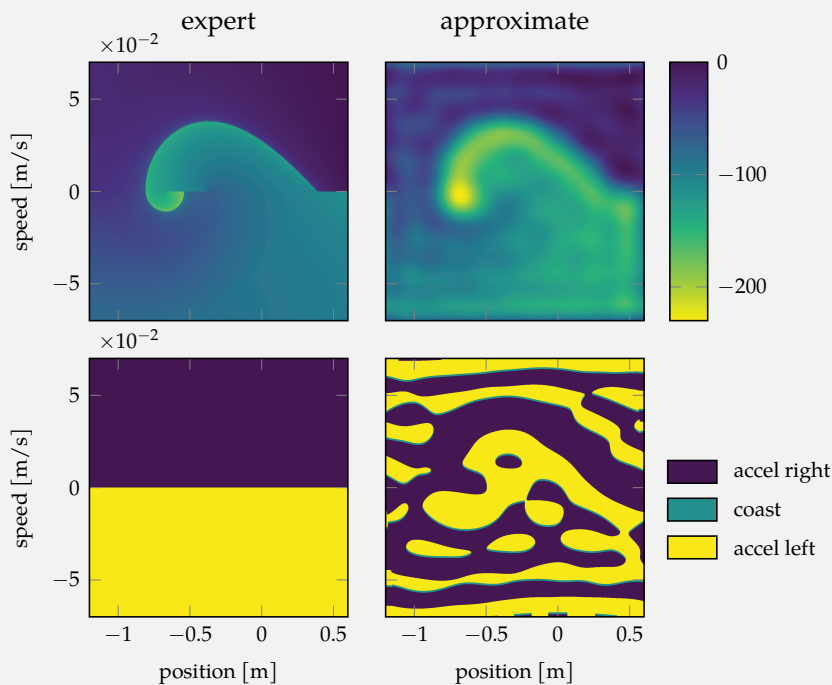 expert approximate
×10−2
5
0
−5
speed [m/s]
0
−100
−200
×10−2
5
0
−5
speed [m/s]
accel right
coast
accel left
−1 −0.5 0 0.5
−1 −0.5 0 0.5
position [m] position [m]